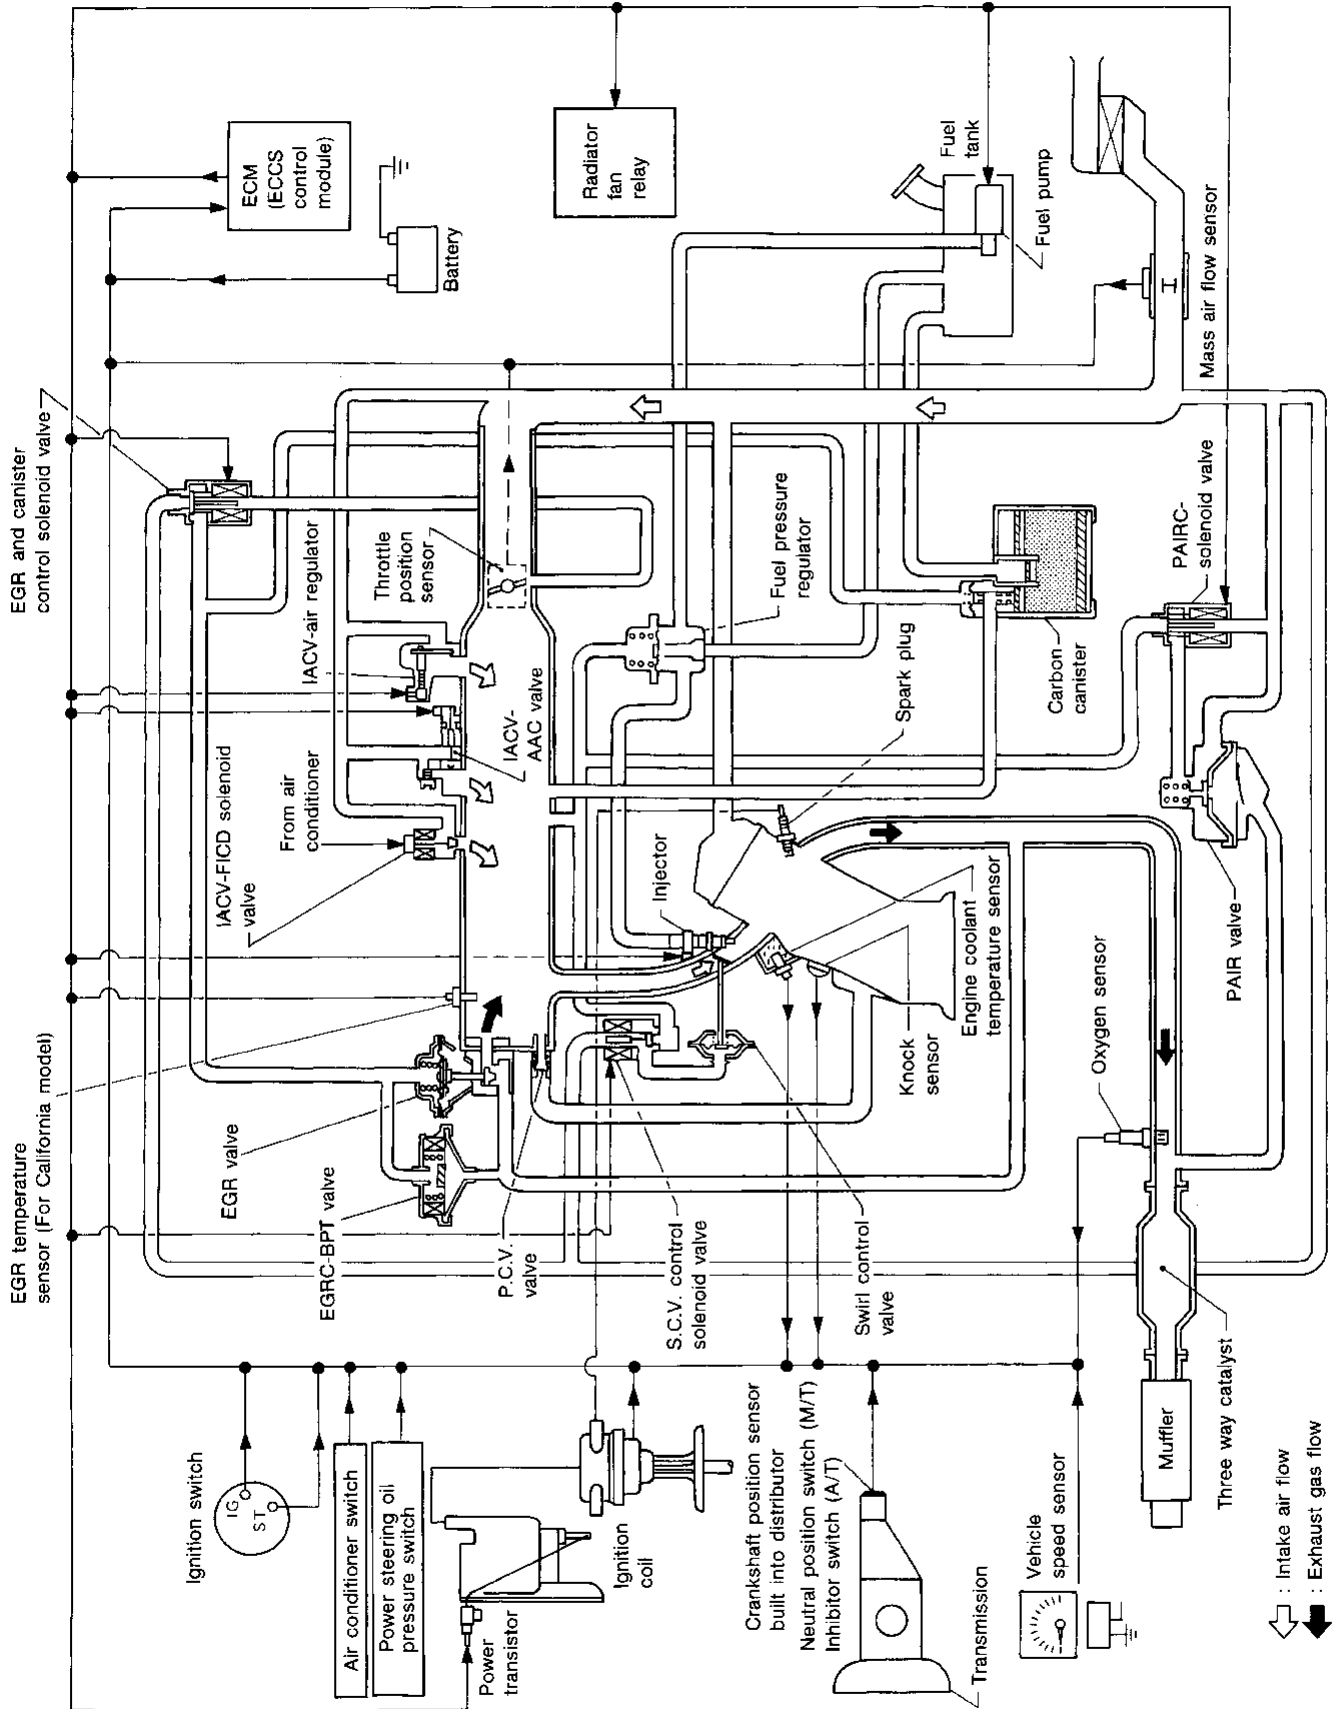 EGR temperature
sensor (For California model)
EGR and canister
control solenoid valve
ECM
(ECCS
control
module)
Battery
Radiator
fan
relay
Fuel
tank
Fuel pump
Mass air flow sensor
IACV-air regulator
Throttle
position
sensor
IACV-
AAC valve
From air
conditioner
IACV-FICD solenoid
valve
Fuel pressure
regulator
Spark plug
Carbon
canister
PAIRC-
solenoid valve
PAIR valve
Injector
Engine coolant
temperature sensor
Knock
sensor
Oxygen sensor
EGR valve
EGRC-BPT valve
P.C.V.
valve
S.C.V. control
solenoid valve
Swirl control
valve
Ignition switch
IG
ST
Air conditioner switch
Power steering oil
pressure switch
Power
transistor
Ignition
coil
Crankshaft position sensor
built into distributor
Neutral position switch (M/T)
Inhibitor switch (A/T)
Transmission
Vehicle
speed sensor
Muffler
Three way catalyst
: Intake air flow
: Exhaust gas flow